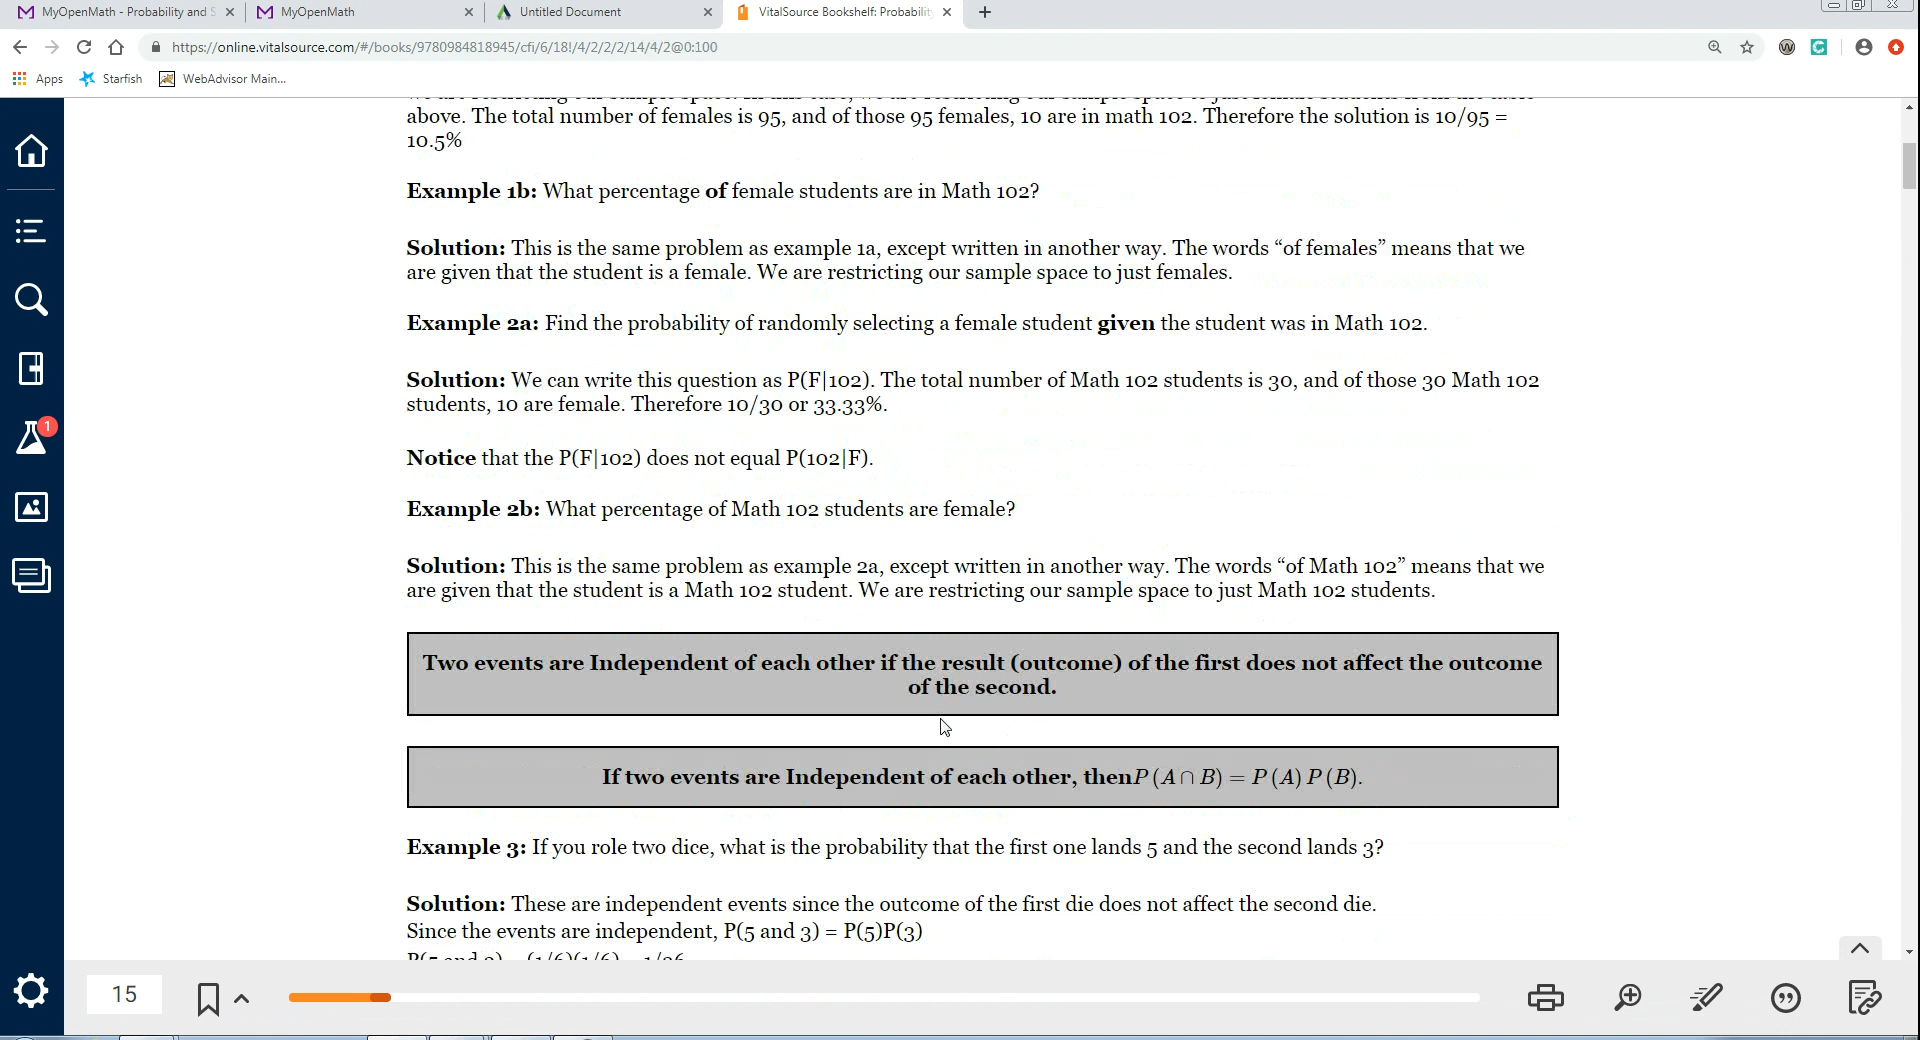 MyOpenMath - Probability and S
MyOpenMath
Untitled Document
VitalSource Bookshelf: Probability
https://online.vitalsource.com/#/books/9780984818945/cfi/6/18!/4/2/2/2/14/4/2@0:100
Apps
Starfish
WebAdvisor Main...
above. The total number of females is 95, and of those 95 females, 10 are in math 102. Therefore the solution is 10/95 =
10.5%
Example 1b: What percentage of female students are in Math 102?
Solution: This is the same problem as example 1a, except written in another way. The words “of females” means that we
are given that the student is a female. We are restricting our sample space to just females.
Example 2a: Find the probability of randomly selecting a female student given the student was in Math 102.
Solution: We can write this question as P(F|102). The total number of Math 102 students is 30, and of those 30 Math 102
students, 10 are female. Therefore 10/30 or 33.33%.
Notice that the P(F|102) does not equal P(102|F).
Example 2b: What percentage of Math 102 students are female?
Solution: This is the same problem as example 2a, except written in another way. The words “of Math 102” means that we
are given that the student is a Math 102 student. We are restricting our sample space to just Math 102 students.
Two events are Independent of each other if the result (outcome) of the first does not affect the outcome
of the second.
If two events are Independent of each other, thenP (A ∩ B) = P (A) P (B).
Example 3: If you role two dice, what is the probability that the first one lands 5 and the second lands 3?
Solution: These are independent events since the outcome of the first die does not affect the second die.
Since the events are independent, P(5 and 3) = P(5)P(3)
1
15